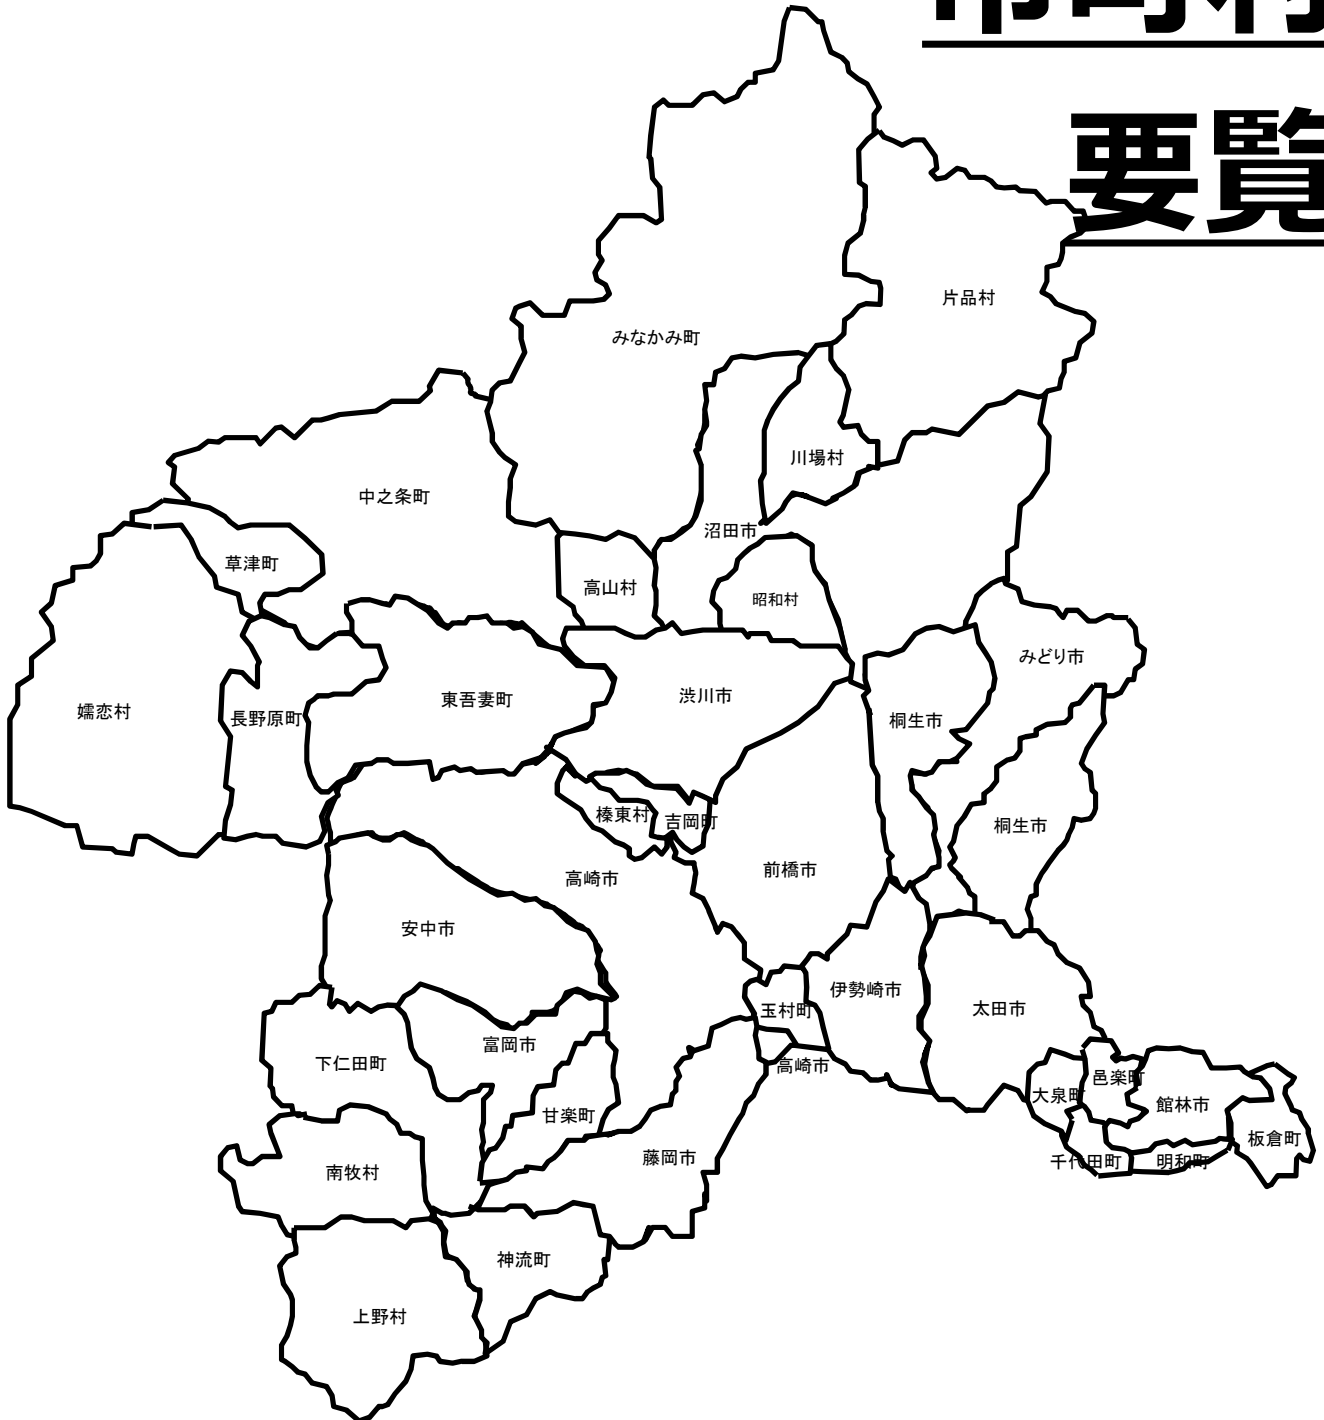 市町村
要覧
片品村
みなかみ町
川場村
中之条町
沼田市
草津町
高山村
昭和村
みどり市
渋川市
東吾妻町
嬬恋村
長野原町
桐生市
榛東村
吉岡町
桐生市
前橋市
高崎市
安中市
伊勢崎市
玉村町
太田市
富岡市
下仁田町
高崎市
邑楽町
大泉町
館林市
甘楽町
板倉町
藤岡市
千代田町
明和町
南牧村
神流町
上野村